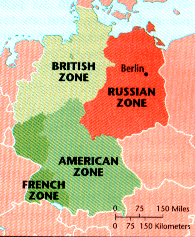 BRITISH
ZONE
Berlin
RUSSIAN
ZONE
AMERICAN
ZONE
FRENCH
ZONE
0 75 150 Miles
0 75 150 Kilometers